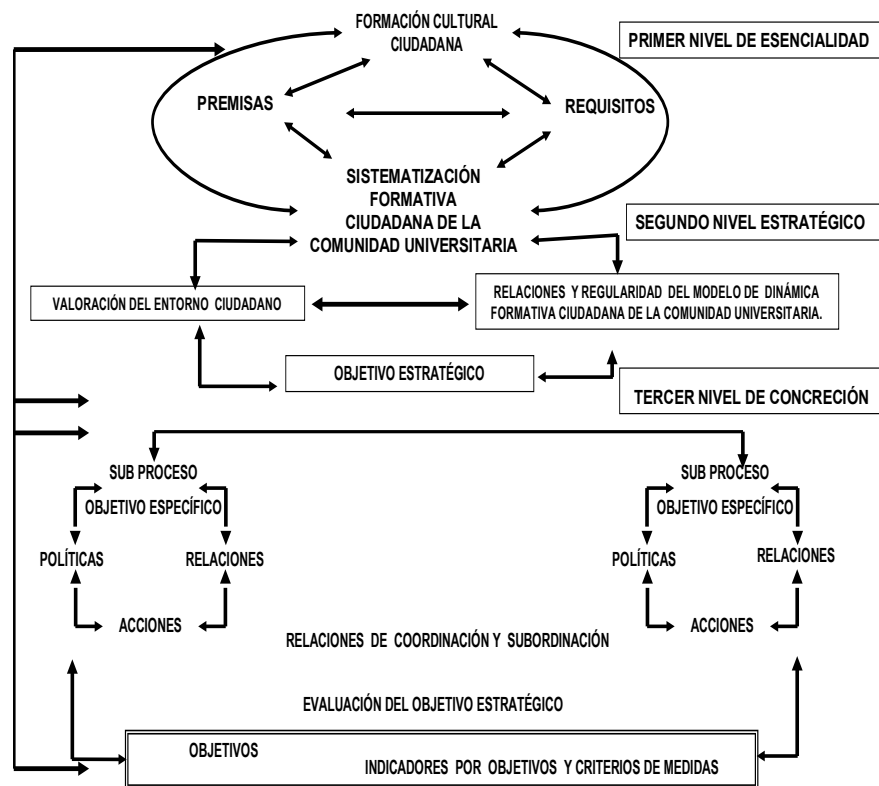 FORMACIÓN CULTURAL
CIUDADANA
PRIMER NIVEL DE ESENCIALIDAD
PREMISAS
REQUISITOS
SISTEMATIZACIÓN
FORMATIVA
CIUDADANA DE LA
COMUNIDAD UNIVERSITARIA
SEGUNDO NIVEL ESTRATÉGICO
VALORACIÓN DEL ENTORNO CIUDADANO
RELACIONES Y REGULARIDAD DEL MODELO DE DINÁMICA
FORMATIVA CIUDADANA DE LA COMUNIDAD UNIVERSITARIA.
OBJETIVO ESTRATÉGICO
TERCER NIVEL DE CONCRECIÓN
SUB PROCESO
OBJETIVO ESPECÍFICO
POLÍTICAS
RELACIONES
ACCIONES
SUB PROCESO
OBJETIVO ESPECÍFICO
POLÍTICAS
RELACIONES
ACCIONES
RELACIONES DE COORDINACIÓN Y SUBORDINACIÓN
EVALUACIÓN DEL OBJETIVO ESTRATÉGICO
OBJETIVOS
INDICADORES POR OBJETIVOS Y CRITERIOS DE MEDIDAS